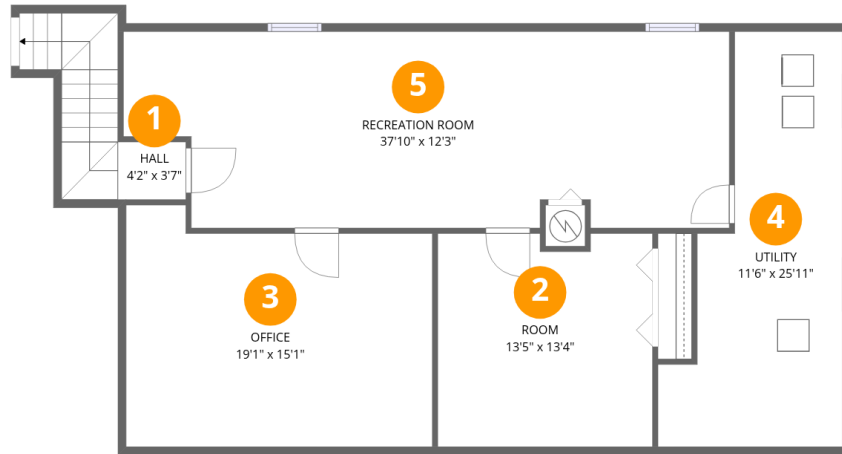 5
RECREATION ROOM
37'10" x 12'3"
1
HALL
4'2" x 3'7"
4
UTILITY
11'6" x 25'11"
3
OFFICE
19'1" x 15'1"
2
ROOM
13'5" x 13'4"